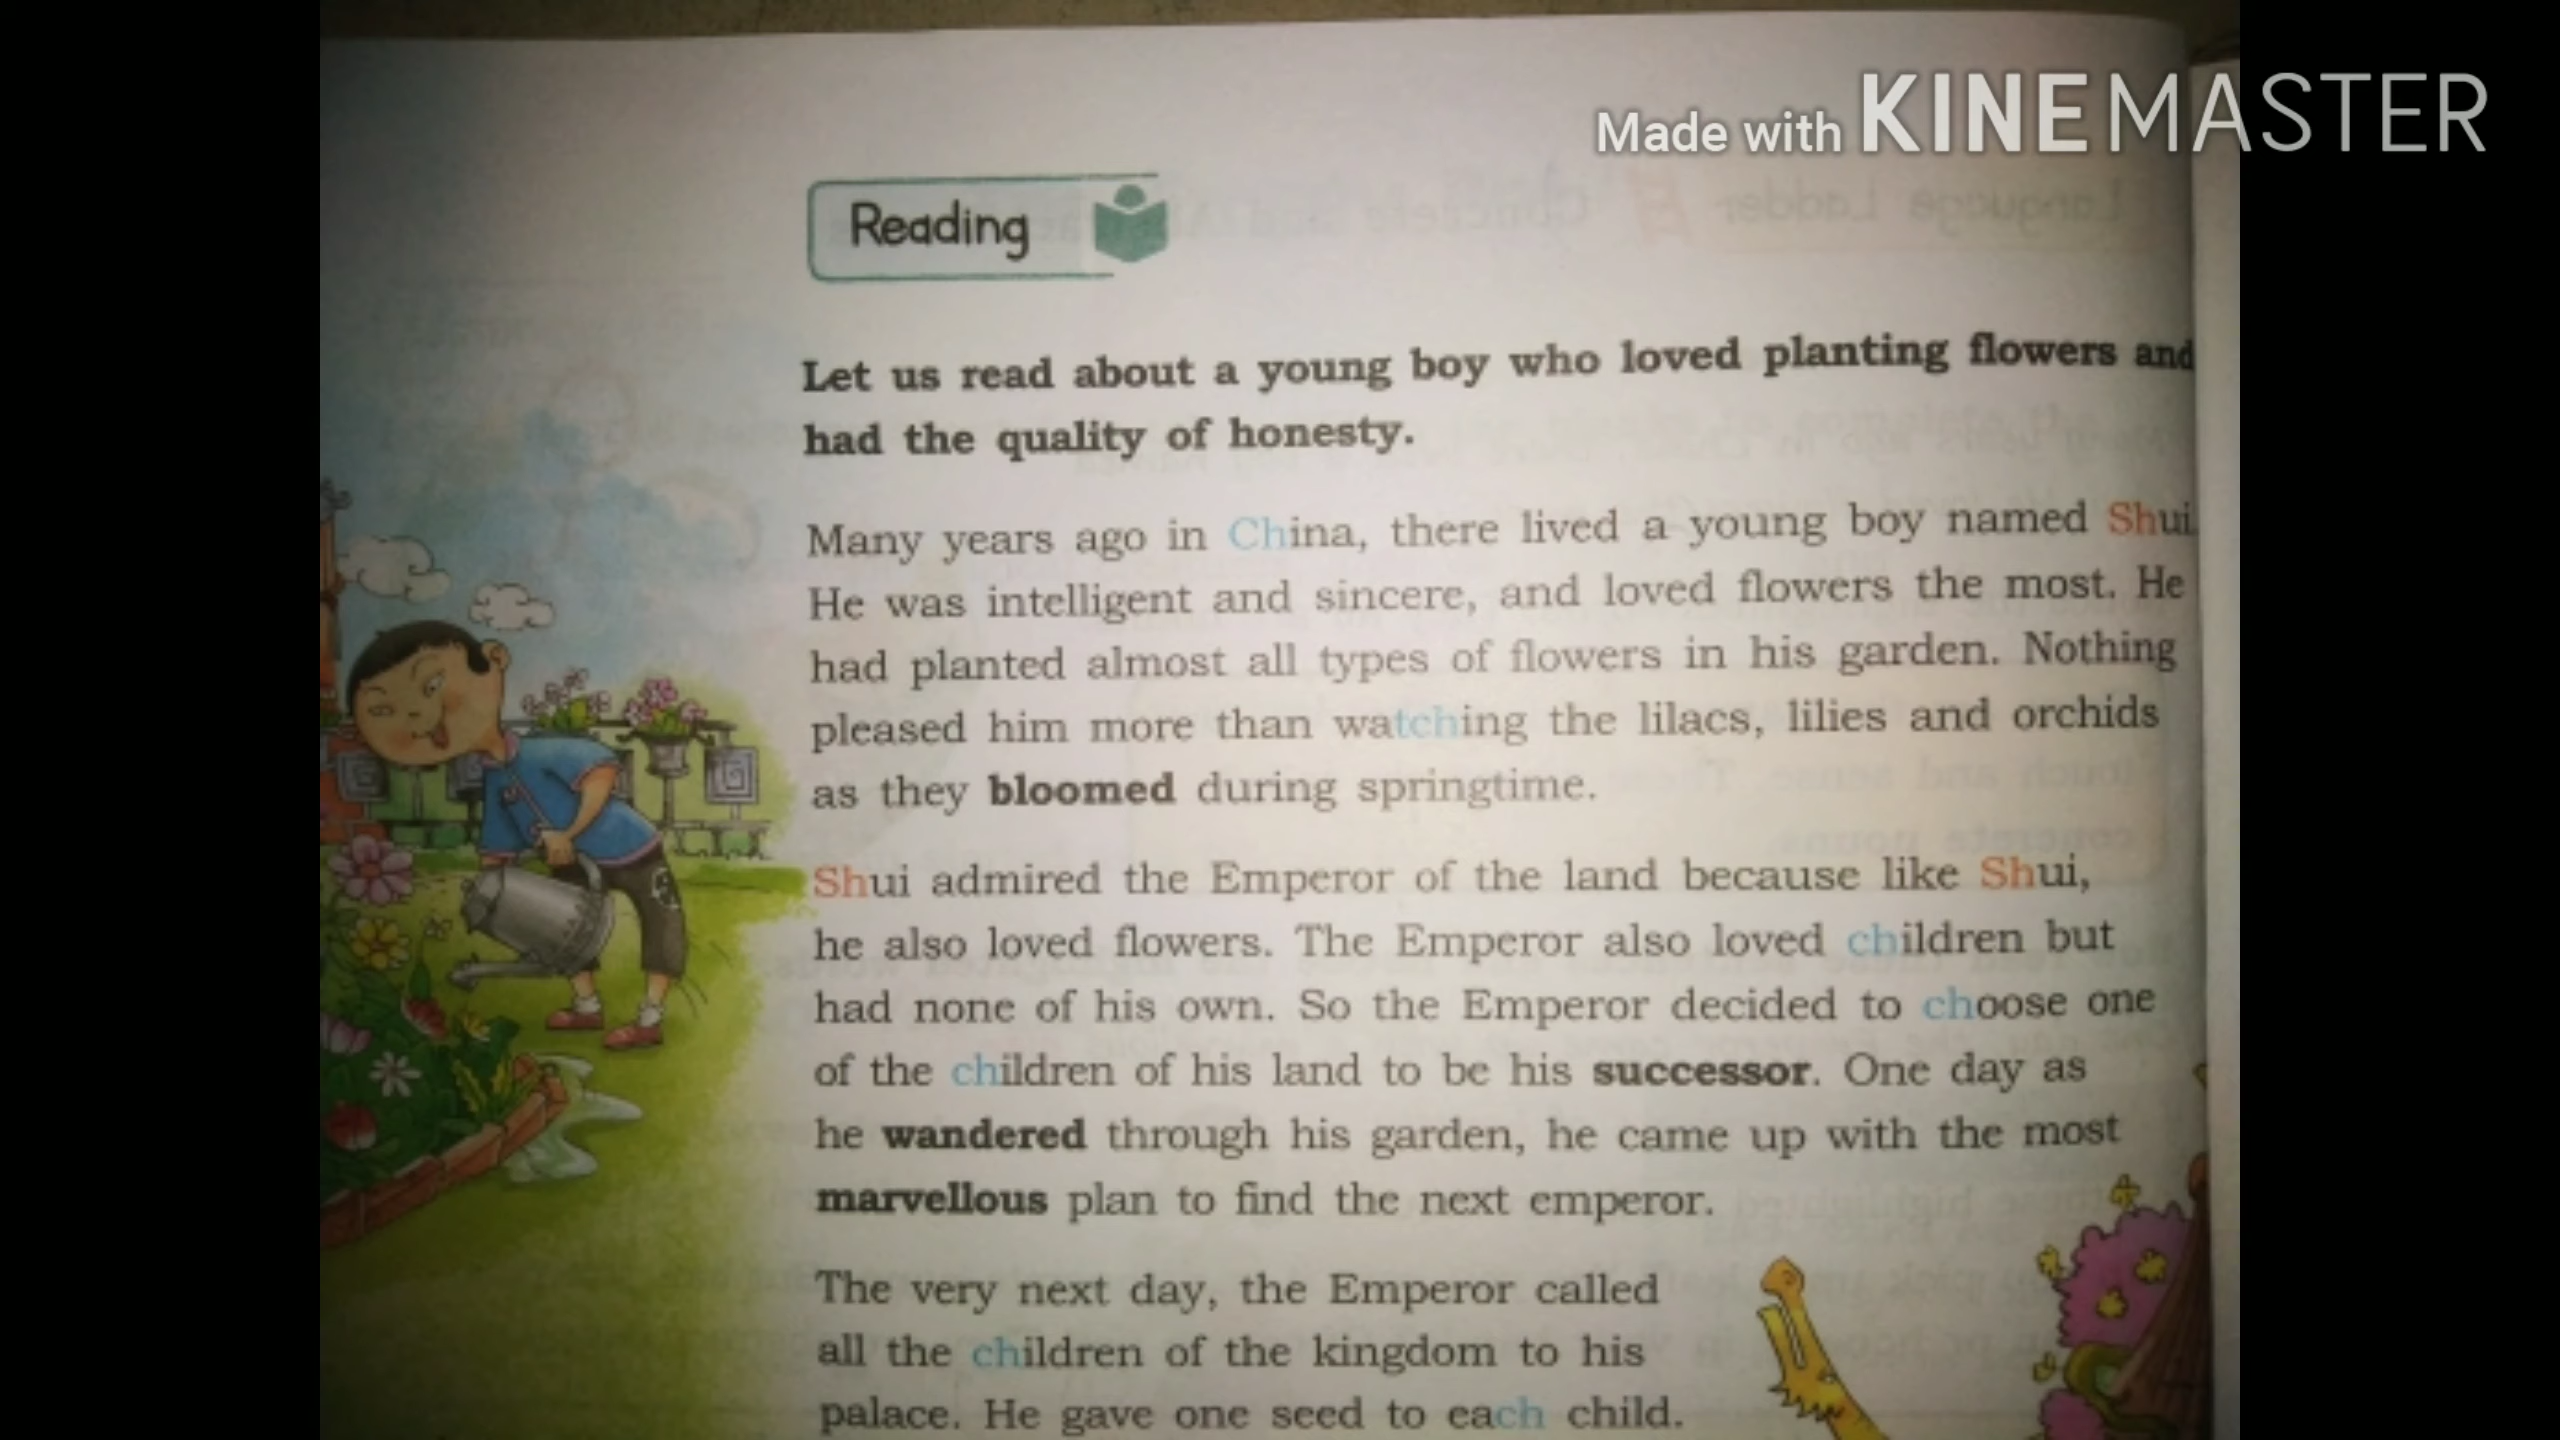 Made with KINEMASTER
Reading
Let us read about a young boy who loved planting flowers and
had the quality of honesty.
Many years ago in China, there lived a young boy named Shui.
He was intelligent and sincere, and loved flowers the most. He
had planted almost all types of flowers in his garden. Nothing
pleased him more than watching the lilacs, lilies and orchids
as they bloomed during springtime.
Shui admired the Emperor of the land because like Shui,
he also loved flowers. The Emperor also loved children but
had none of his own. So the Emperor decided to choose one
of the children of his land to be his successor. One day as
he wandered through his garden, he came up with the most
marvellous plan to find the next emperor.
The very next day, the Emperor called
all the children of the kingdom to his
palace. He gave one seed to each child.